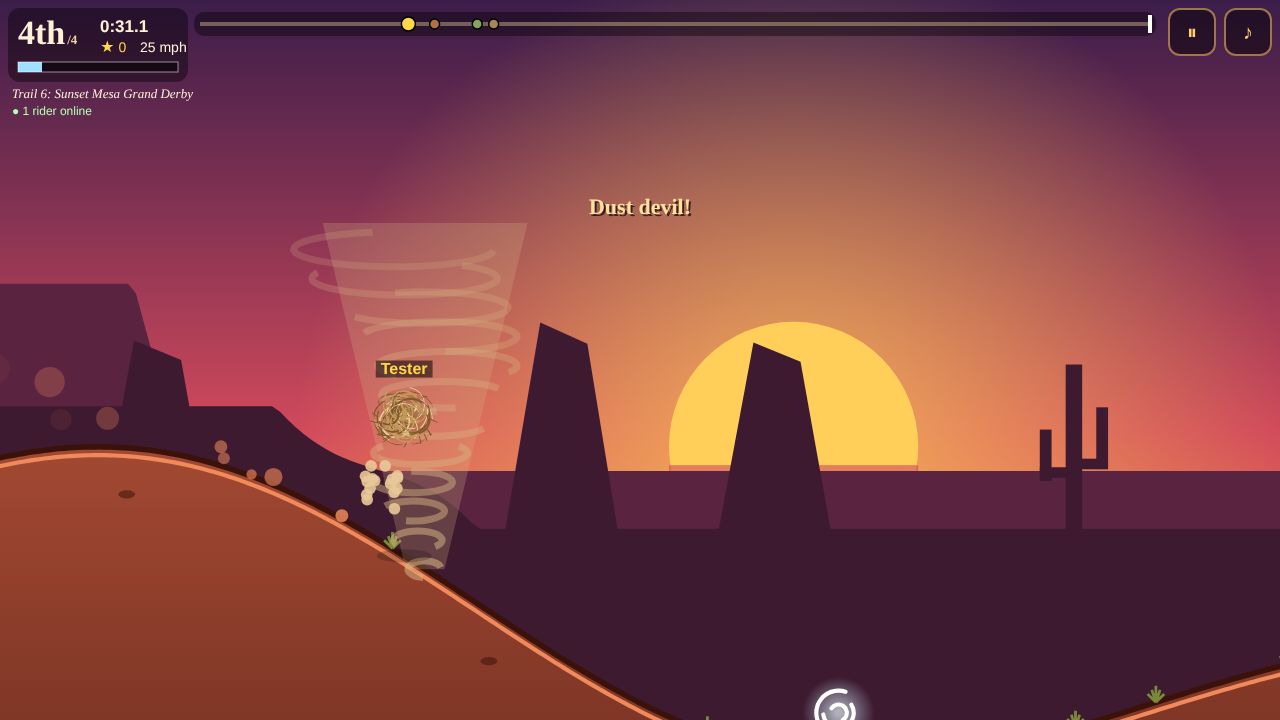 4th/4
0:31.1
★ 0 25 mph
Trail 6: Sunset Mesa Grand Derby
● 1 rider online
Dust devil!
Tester